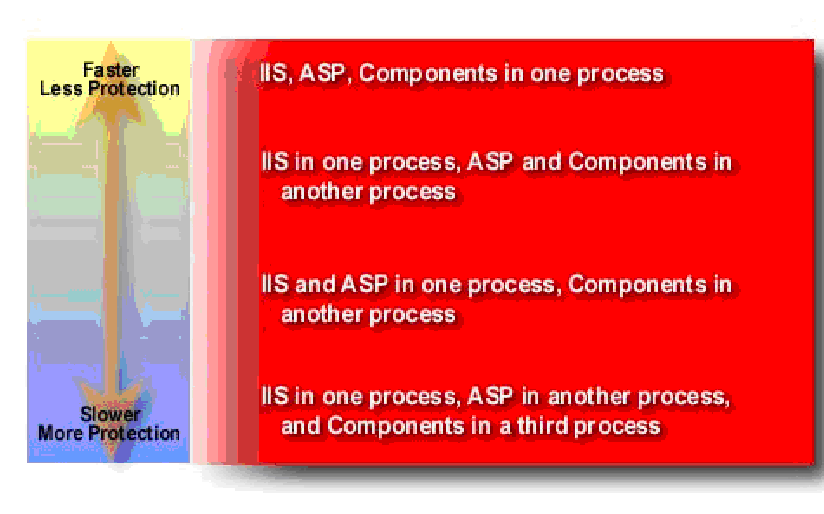 Faster
Less Protection
IIS, ASP, Components in one process
IIS in one process, ASP and Components in
another process
IIS and ASP in one process, Components in
another process
IIS in one process, ASP in another process,
and Components in a third process
Slower
More Protection